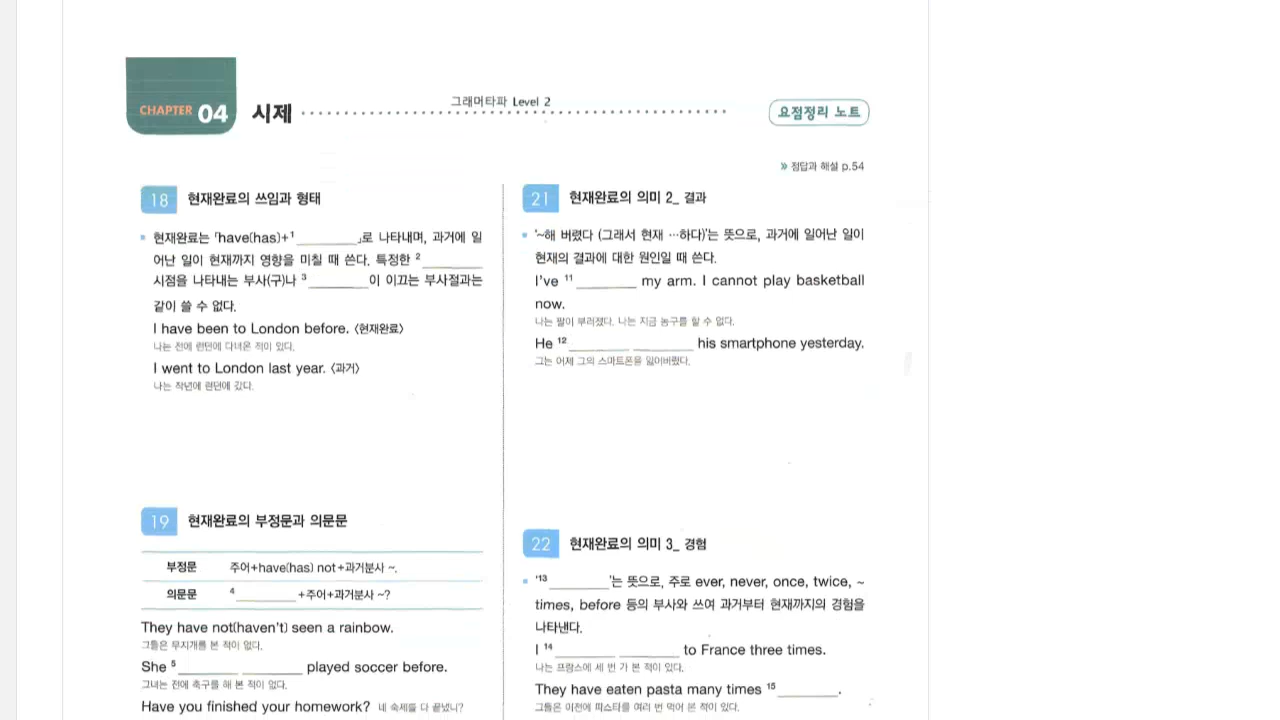 그래머타파 Level 2
CHAPTER 04 시제
요점정리 노트
» 정답과 해설 p.54
18 현재완료의 쓰임과 형태
현재완료는 「have(has)+¹ ________」로 나타내며, 과거에 일
어난 일이 현재까지 영향을 미칠 때 쓴다. 특정한 ² ________
시점을 나타내는 부사(구)나 ³ ________이 이끄는 부사절과는
같이 쓸 수 없다.
I have been to London before. 〈현재완료〉
나는 전에 런던에 다녀온 적이 있다.
I went to London last year. 〈과거〉
나는 작년에 런던에 갔다.
19 현재완료의 부정문과 의문문
부정문 주어+have(has) not+과거분사 ~.
의문문 ⁴ ________ +주어+과거분사 ~?
They have not(haven't) seen a rainbow.
그들은 무지개를 본 적이 없다.
She ⁵ ________ ________ played soccer before.
그녀는 전에 축구를 해 본 적이 없다.
Have you finished your homework? 네 숙제를 다 끝냈니?
21 현재완료의 의미 2_ 결과
'~해 버렸다 (그래서 현재 …하다)'는 뜻으로, 과거에 일어난 일이
현재의 결과에 대한 원인일 때 쓴다.
I've ¹¹ ________ my arm. I cannot play basketball
now.
나는 팔이 부러졌다. 나는 지금 농구를 할 수 없다.
He ¹² ________ ________ his smartphone yesterday.
그는 어제 그의 스마트폰을 잃어버렸다.
22 현재완료의 의미 3_ 경험
'¹³ ________'는 뜻으로, 주로 ever, never, once, twice, ~
times, before 등의 부사와 쓰여 과거부터 현재까지의 경험을
나타낸다.
I ¹⁴ ________ ________ to France three times.
나는 프랑스에 세 번 가 본 적이 있다.
They have eaten pasta many times ¹⁵ ________.
그들은 이전에 파스타를 여러 번 먹어 본 적이 있다.